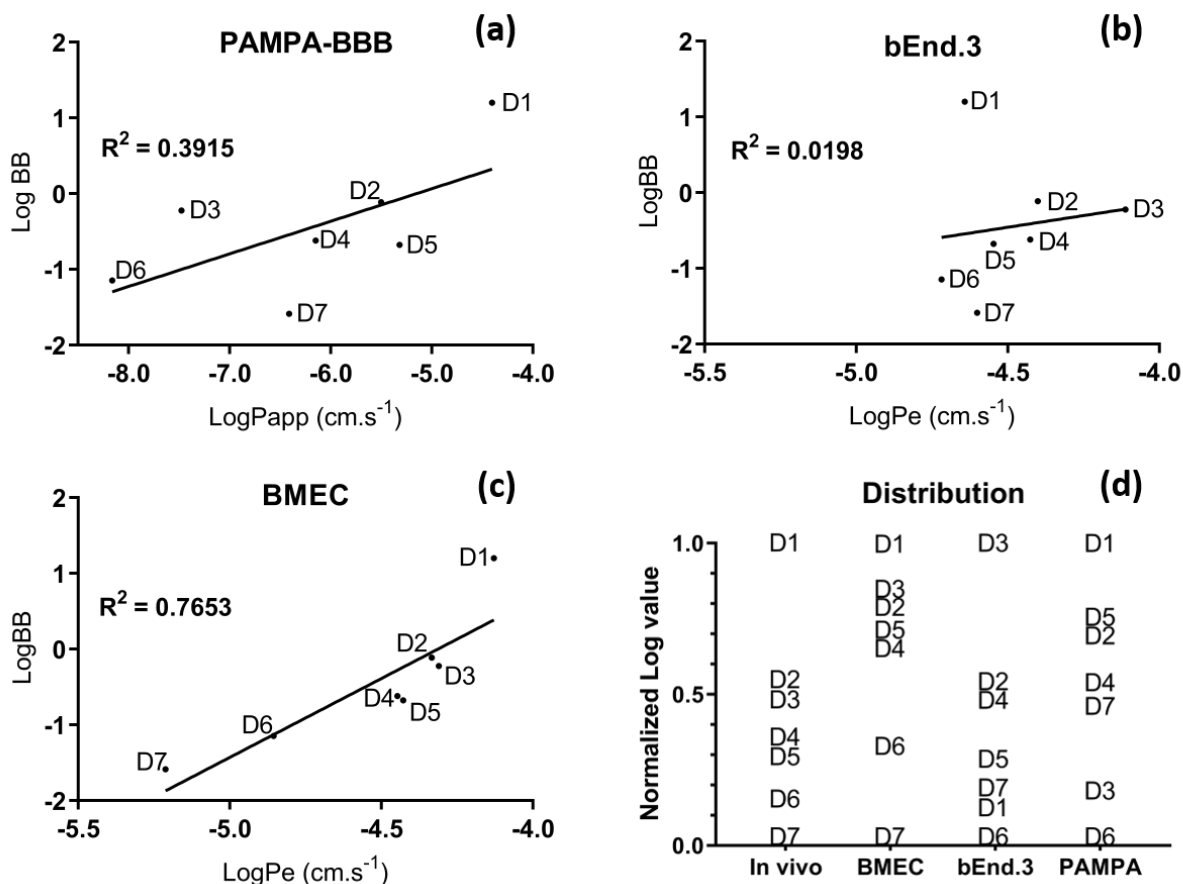 PAMPA-BBB
(a)
2
1
0
-1
-2
Log BB
R² = 0.3915
D1
D2
D3
D4
D5
D6
D7
-8.0 -7.0 -6.0 -5.0 -4.0
LogPapp (cm.s⁻¹)
bEnd.3
(b)
2
1
0
-1
-2
LogBB
R² = 0.0198
D1
D2
D3
D4
D5
D6
D7
-5.5 -5.0 -4.5 -4.0
LogPe (cm.s⁻¹)
BMEC
(c)
2
1
0
-1
-2
LogBB
R² = 0.7653
D1
D2
D3
D4
D5
D6
D7
-5.5 -5.0 -4.5 -4.0
LogPe (cm.s⁻¹)
Distribution
(d)
Normalized Log value
1.0
0.5
0.0
D1
D2
D3
D4
D5
D6
D7
D1
D3
D2
D5
D4
D6
D7
D3
D2
D4
D5
D7
D1
D6
D1
D5
D2
D4
D7
D3
D6
In vivo BMEC bEnd.3 PAMPA